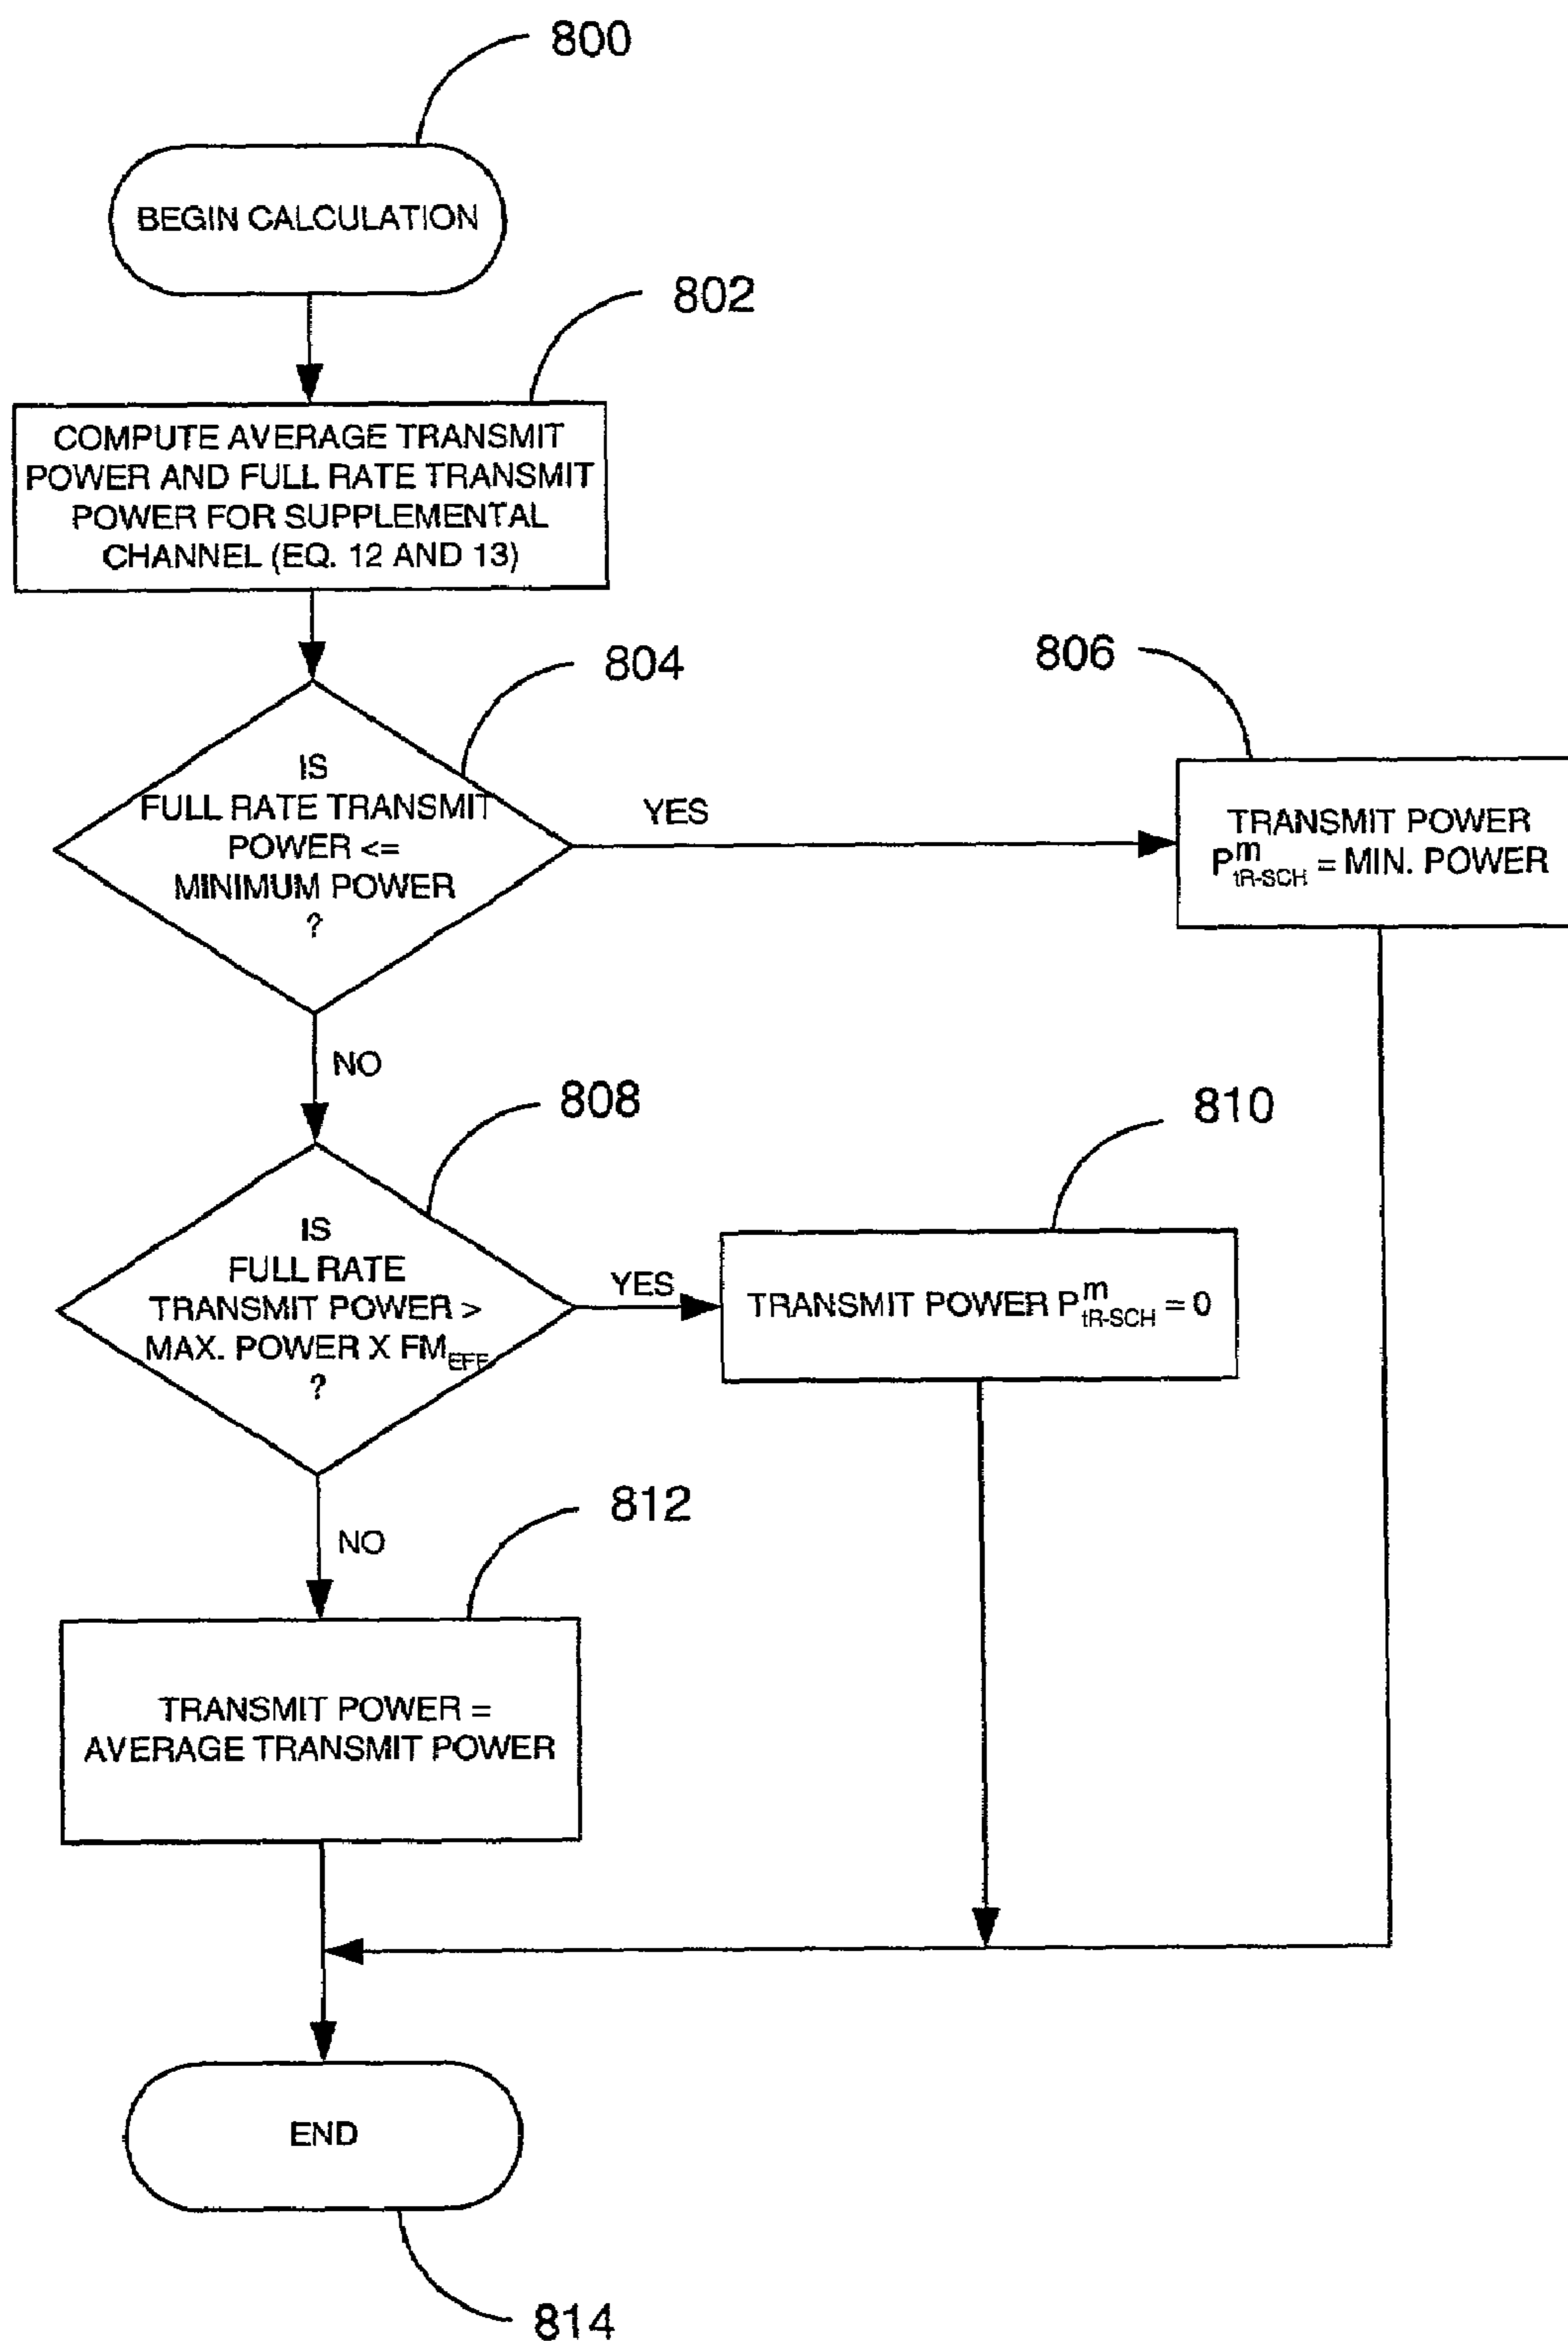 800
BEGIN CALCULATION
802
COMPUTE AVERAGE TRANSMIT
POWER AND FULL RATE TRANSMIT
POWER FOR SUPPLEMENTAL
CHANNEL (EQ. 12 AND 13)
804
IS
FULL RATE TRANSMIT
POWER <=
MINIMUM POWER
?
YES
806
TRANSMIT POWER
P^m_tR-SCH = MIN. POWER
NO
808
IS
FULL RATE
TRANSMIT POWER >
MAX. POWER X FM_EFF
?
YES
810
TRANSMIT POWER P^m_tR-SCH = 0
NO
812
TRANSMIT POWER =
AVERAGE TRANSMIT POWER
END
814